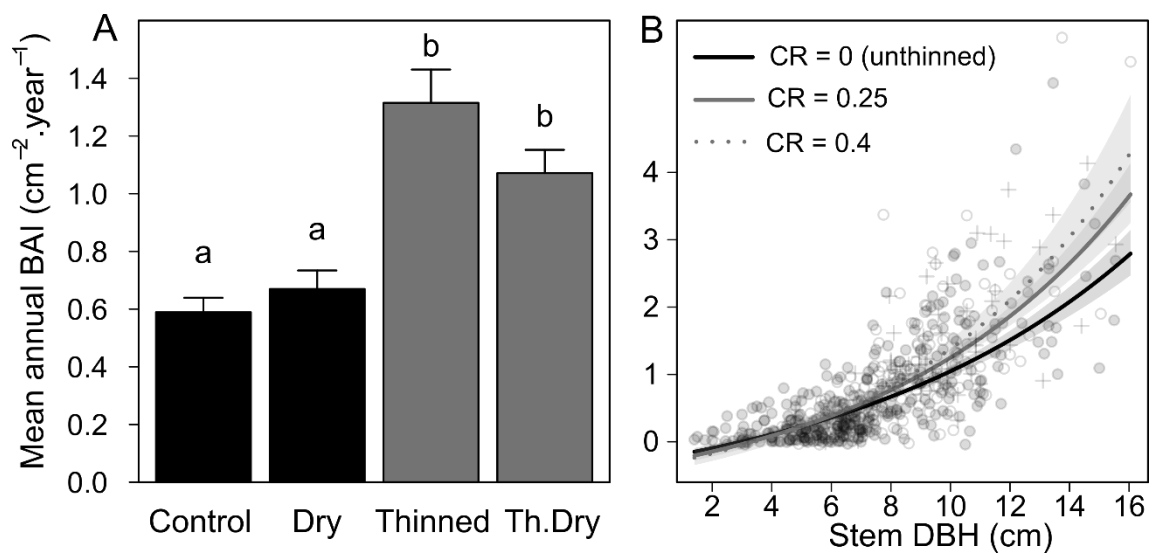 A
Mean annual BAI (cm⁻².year⁻¹)
1.4
1.2
1.0
0.8
0.6
0.4
0.2
0.0
a
a
b
b
Control Dry Thinned Th.Dry
B
CR = 0 (unthinned)
CR = 0.25
CR = 0.4
4
3
2
1
0
2 4 6 8 10 12 14 16
Stem DBH (cm)